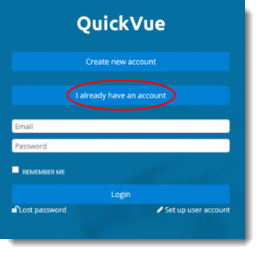 QuickVue
Create new account
I already have an account
Email
Password
REMEMBER ME
Login
Lost password
Set up user account